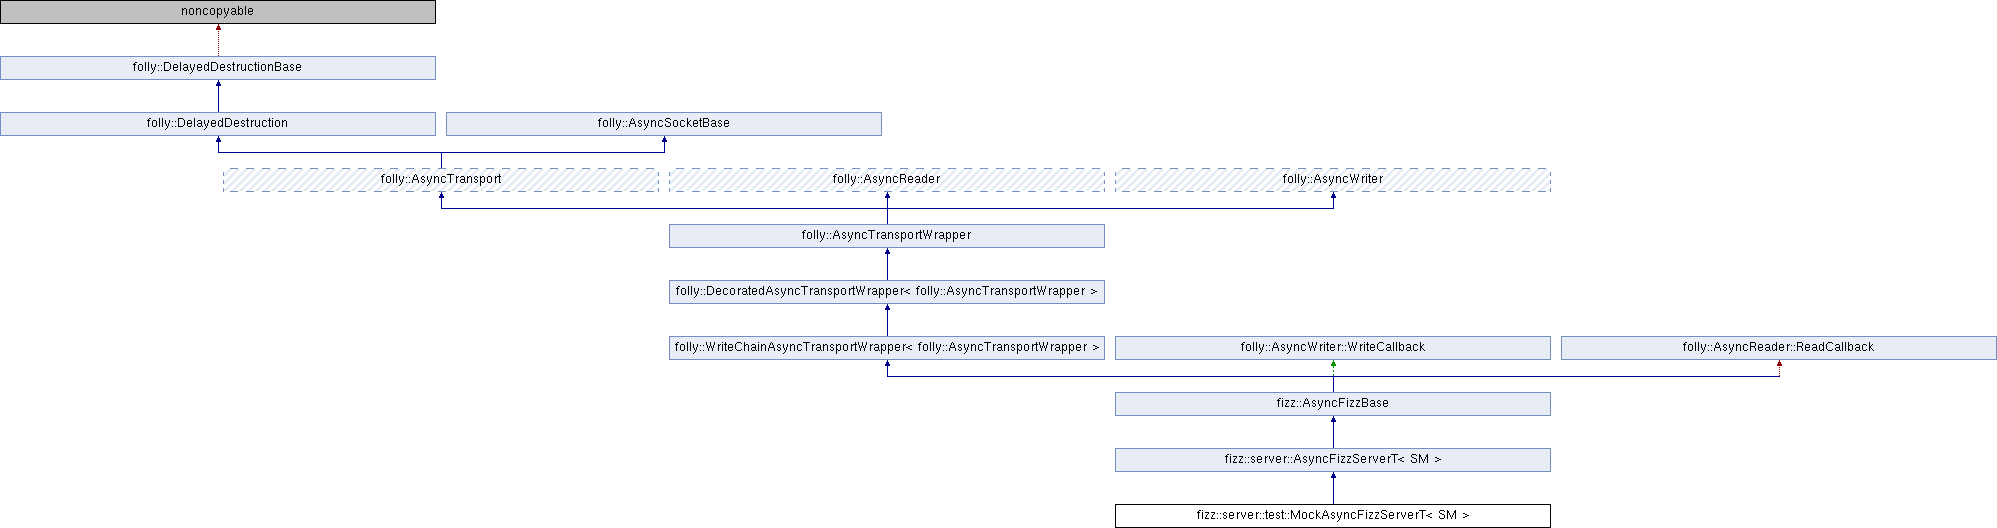 noncopyable
folly::DelayedDestructionBase
folly::DelayedDestruction
folly::AsyncSocketBase
folly::AsyncTransport
folly::AsyncReader
folly::AsyncWriter
folly::AsyncTransportWrapper
folly::DecoratedAsyncTransportWrapper< folly::AsyncTransportWrapper >
folly::WriteChainAsyncTransportWrapper< folly::AsyncTransportWrapper >
folly::AsyncWriter::WriteCallback
folly::AsyncReader::ReadCallback
fizz::AsyncFizzBase
fizz::server::AsyncFizzServerT< SM >
fizz::server::test::MockAsyncFizzServerT< SM >